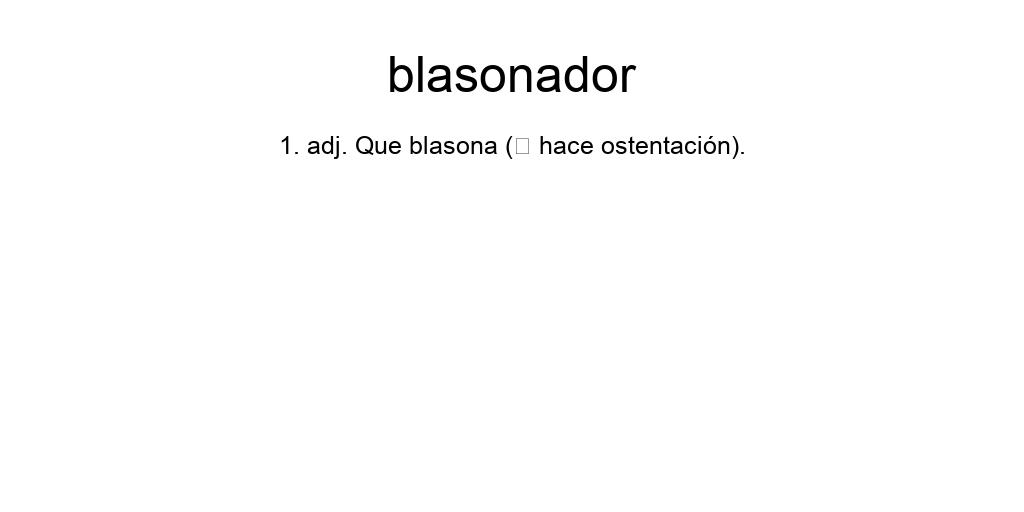 blasonador
1. adj. Que blasona (□ hace ostentación).